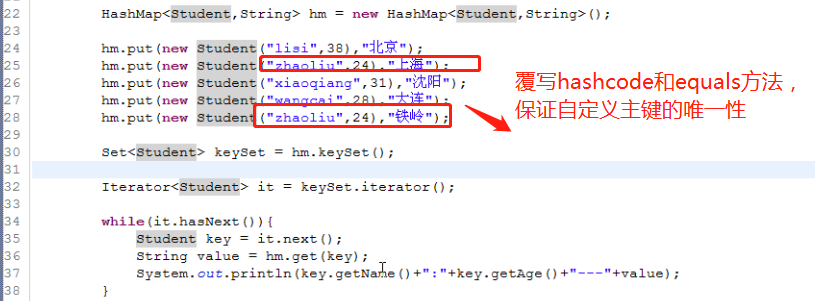 22 HashMap<Student,String> hm = new HashMap<Student,String>();
23
24 hm.put(new Student("lisi",38),"北京");
25 hm.put(new Student("zhaoliu",24),"上海");
26 hm.put(new Student("xiaoqiang",31),"沈阳");
27 hm.put(new Student("wangcai",28),"大连");
28 hm.put(new Student("zhaoliu",24),"铁岭");
覆写hashcode和equals方法，
保证自定义主键的唯一性
29
30 Set<Student> keySet = hm.keySet();
31
32 Iterator<Student> it = keySet.iterator();
33
34 while(it.hasNext()){
35 Student key = it.next();
36 String value = hm.get(key);
37 System.out.println(key.getName()+":"+key.getAge()+"---"+value);
38 }